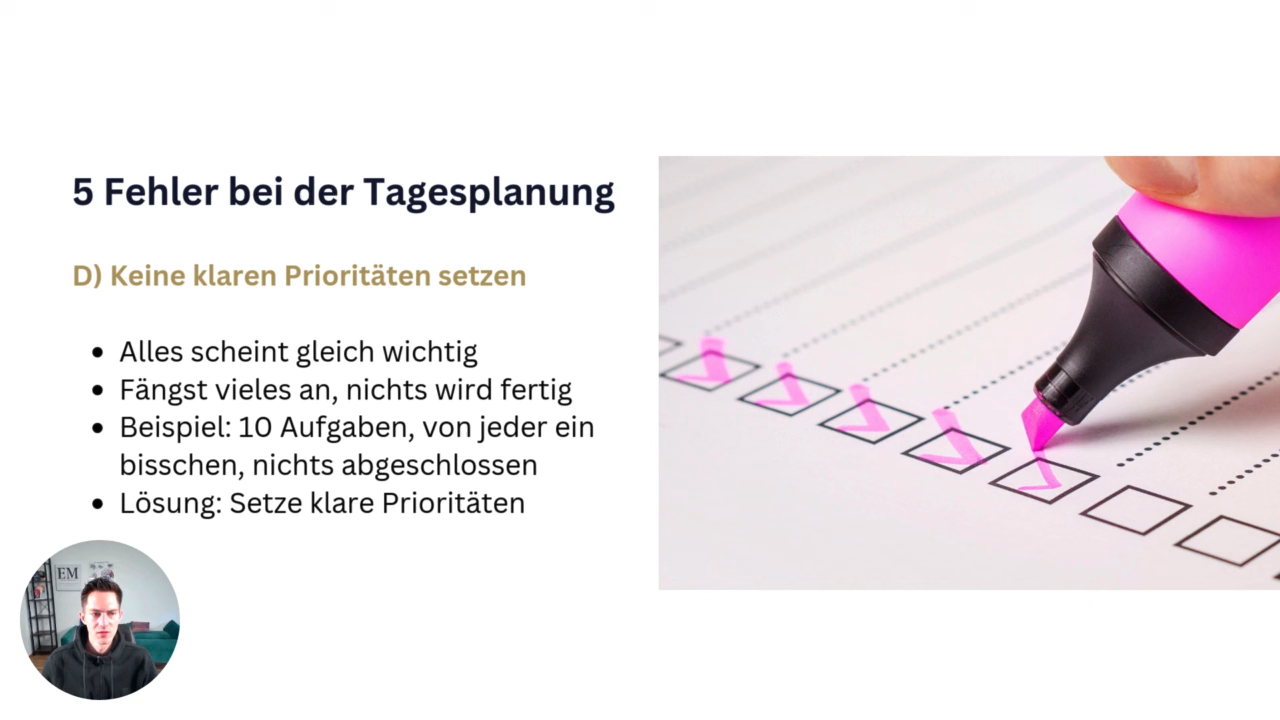 5 Fehler bei der Tagesplanung
D) Keine klaren Prioritäten setzen
• Alles scheint gleich wichtig
• Fängst vieles an, nichts wird fertig
• Beispiel: 10 Aufgaben, von jeder ein
bisschen, nichts abgeschlossen
• Lösung: Setze klare Prioritäten
EM